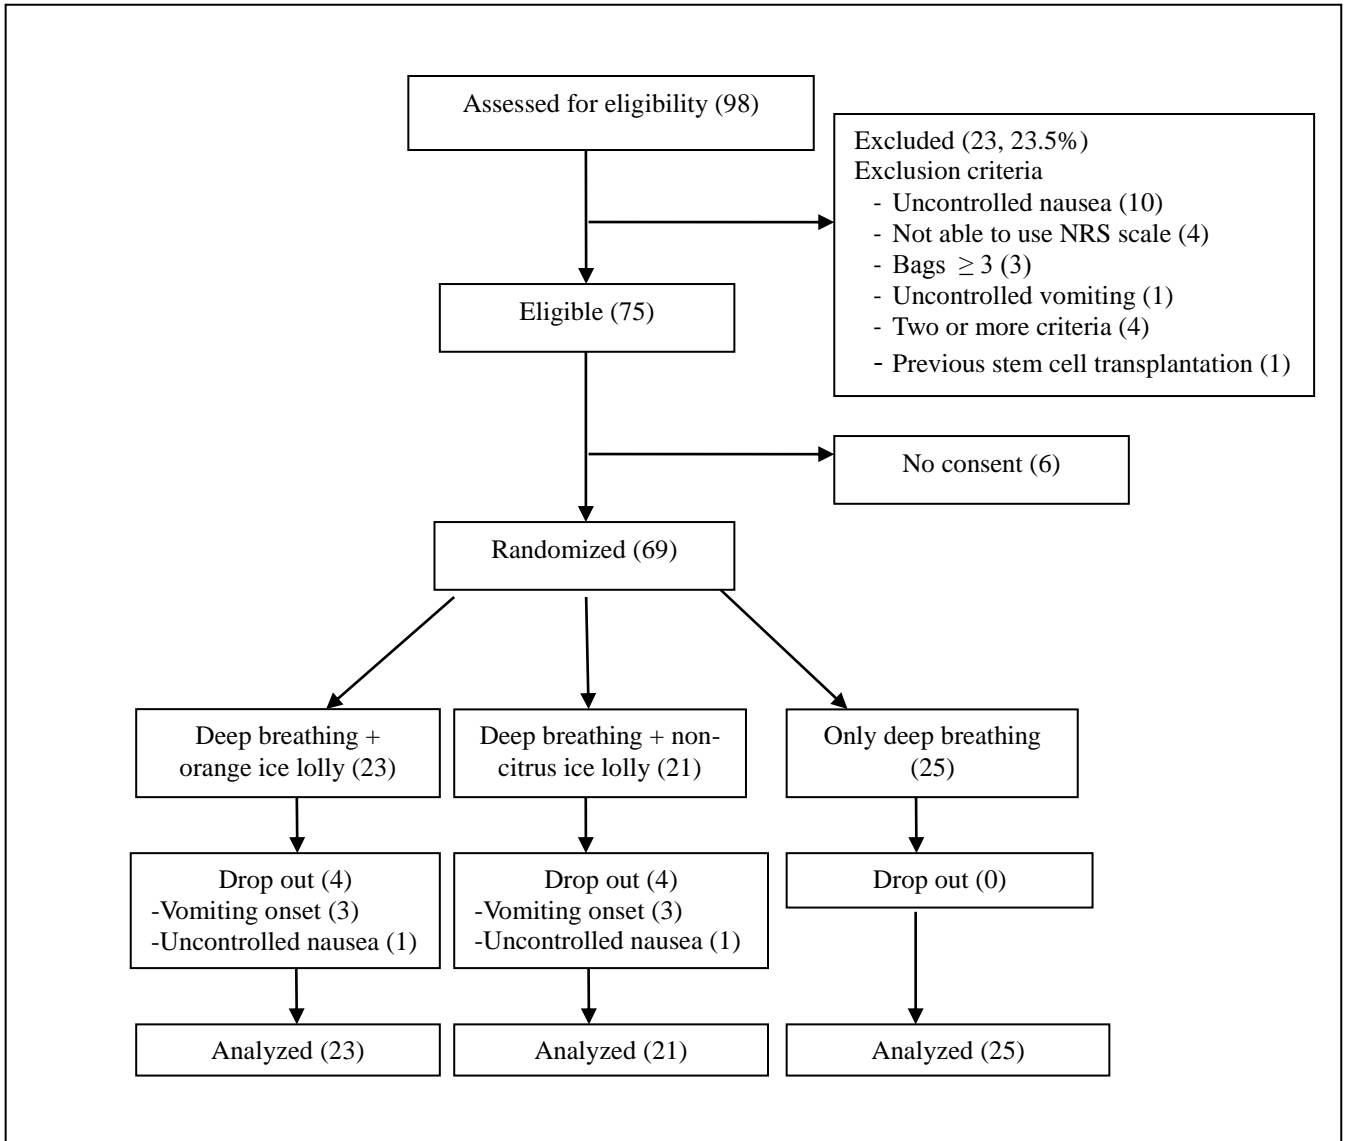 Assessed for eligibility (98)
Excluded (23, 23.5%)
Exclusion criteria
- Uncontrolled nausea (10)
- Not able to use NRS scale (4)
- Bags ≥ 3 (3)
- Uncontrolled vomiting (1)
- Two or more criteria (4)
- Previous stem cell transplantation (1)
Eligible (75)
No consent (6)
Randomized (69)
Deep breathing +
orange ice lolly (23)
Deep breathing + non-
citrus ice lolly (21)
Only deep breathing
(25)
Drop out (4)
-Vomiting onset (3)
-Uncontrolled nausea (1)
Drop out (4)
-Vomiting onset (3)
-Uncontrolled nausea (1)
Drop out (0)
Analyzed (23)
Analyzed (21)
Analyzed (25)